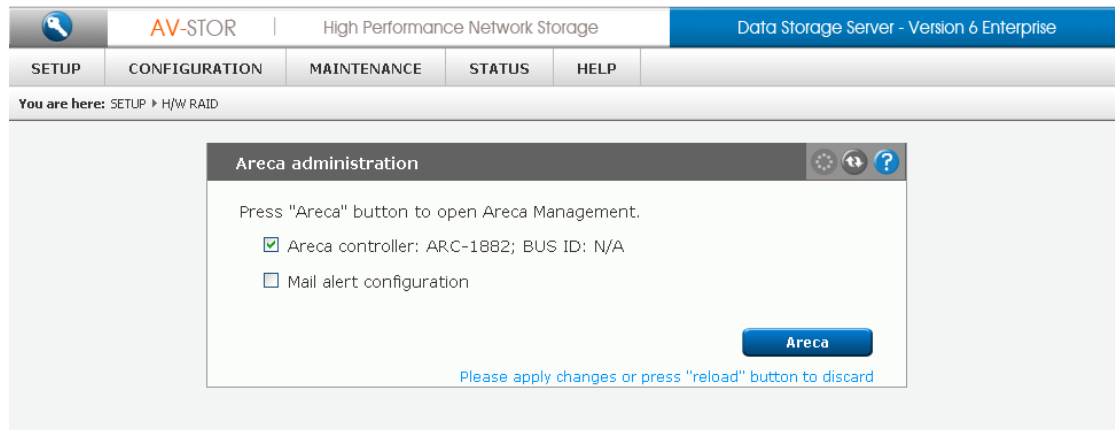 AV-STOR | High Performance Network Storage Data Storage Server - Version 6 Enterprise
SETUP CONFIGURATION MAINTENANCE STATUS HELP
You are here: SETUP ▸ H/W RAID
Areca administration ?
Press "Areca" button to open Areca Management.
Areca controller: ARC-1882; BUS ID: N/A
Mail alert configuration
Areca
Please apply changes or press "reload" button to discard